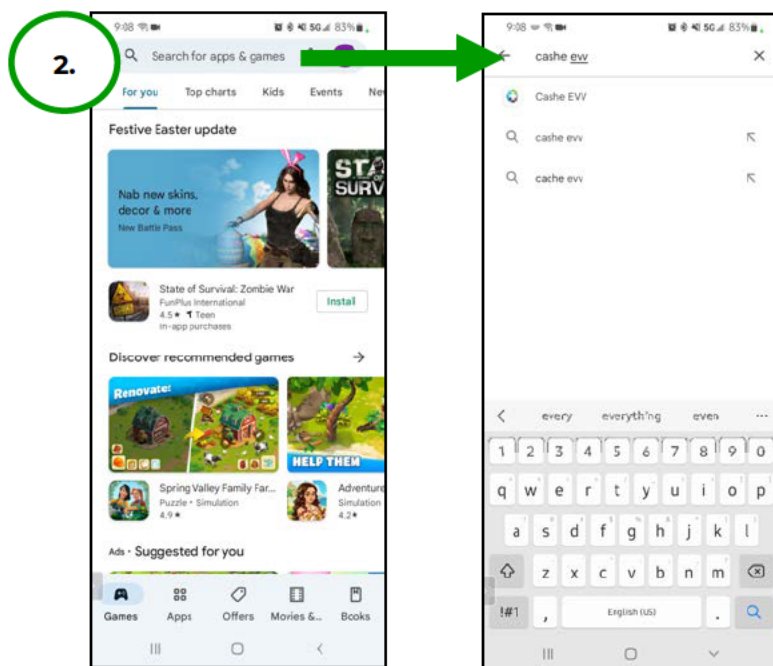 2.
9:08
5G 83%
Search for apps & games
For you Top charts Kids Events
Festive Easter update
Nab new skins,
decor & more
New Battle Pass
STA
SURV
State of Survival: Zombie War
FunPlus International
4.5★ Teen
In-app purchases
Install
Discover recommended games
Renovate!
HELP THEM
Spring Valley Family Far...
Puzzle • Simulation
4.9★
Adventure
Simulation
4.2★
Ads • Suggested for you
Games Apps Offers Movies &... Books
9:08
5G 83%
cashe evv
Cashe EVV
cashe evv
cache evv
every everything even
1 2 3 4 5 6 7 8 9 0
q w e r t y u i o p
a s d f g h j k l
z x c v b n m
!#1 , English (US) .